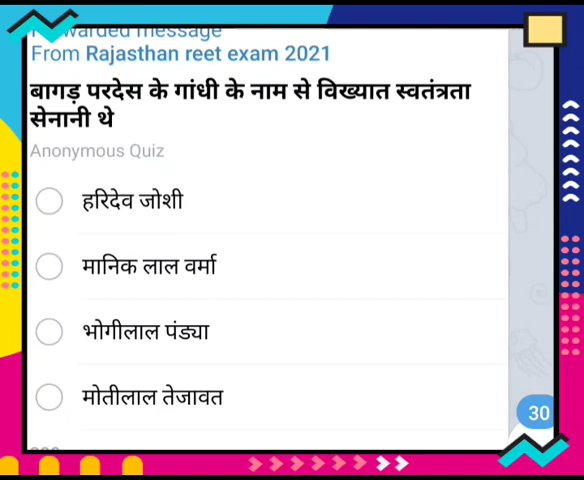 From Rajasthan reet exam 2021
बागड़ परदेस के गांधी के नाम से विख्यात स्वतंत्रता
सेनानी थे
Anonymous Quiz
हरिदेव जोशी
मानिक लाल वर्मा
भोगीलाल पंड्या
मोतीलाल तेजावत
30